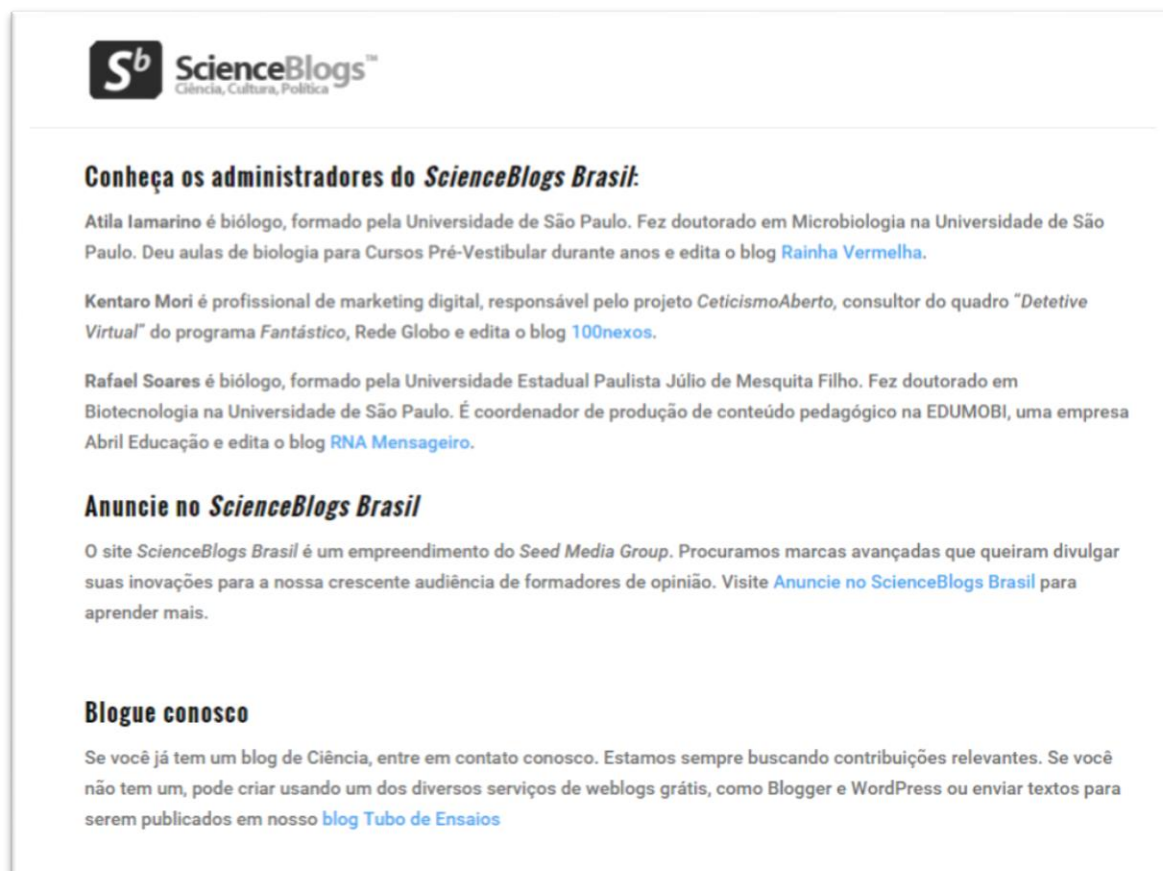 Sb ScienceBlogs™
Ciência, Cultura, Política
Conheça os administradores do ScienceBlogs Brasil:
Atila Iamarino é biólogo, formado pela Universidade de São Paulo. Fez doutorado em Microbiologia na Universidade de São
Paulo. Deu aulas de biologia para Cursos Pré-Vestibular durante anos e edita o blog Rainha Vermelha.
Kentaro Mori é profissional de marketing digital, responsável pelo projeto CeticismoAberto, consultor do quadro “Detetive
Virtual” do programa Fantástico, Rede Globo e edita o blog 100nexos.
Rafael Soares é biólogo, formado pela Universidade Estadual Paulista Júlio de Mesquita Filho. Fez doutorado em
Biotecnologia na Universidade de São Paulo. É coordenador de produção de conteúdo pedagógico na EDUMOBI, uma empresa
Abril Educação e edita o blog RNA Mensageiro.
Anuncie no ScienceBlogs Brasil
O site ScienceBlogs Brasil é um empreendimento do Seed Media Group. Procuramos marcas avançadas que queiram divulgar
suas inovações para a nossa crescente audiência de formadores de opinião. Visite Anuncie no ScienceBlogs Brasil para
aprender mais.
Blogue conosco
Se você já tem um blog de Ciência, entre em contato conosco. Estamos sempre buscando contribuições relevantes. Se você
não tem um, pode criar usando um dos diversos serviços de weblogs grátis, como Blogger e WordPress ou enviar textos para
serem publicados em nosso blog Tubo de Ensaios